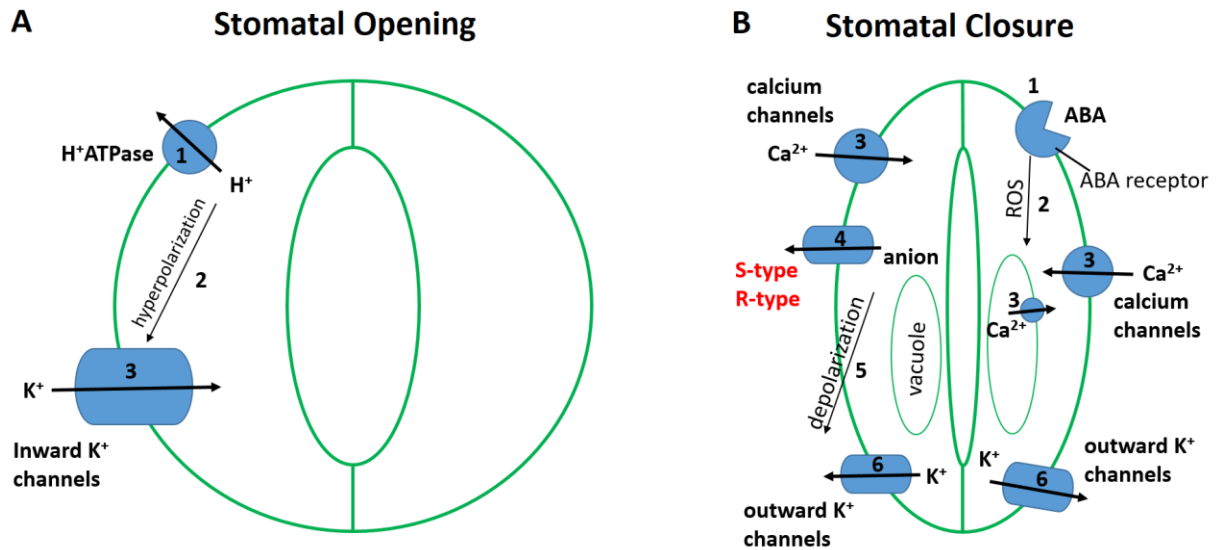 A
Stomatal Opening
H⁺ATPase
1
H⁺
hyperpolarization
2
3
K⁺
Inward K⁺
channels
B
Stomatal Closure
calcium
channels
3
Ca²⁺
1
ABA
ABA receptor
ROS
2
4
anion
S-type
R-type
3
Ca²⁺
calcium
channels
3
Ca²⁺
vacuole
depolarization
5
6
K⁺
outward K⁺
channels
K⁺
6
outward K⁺
channels